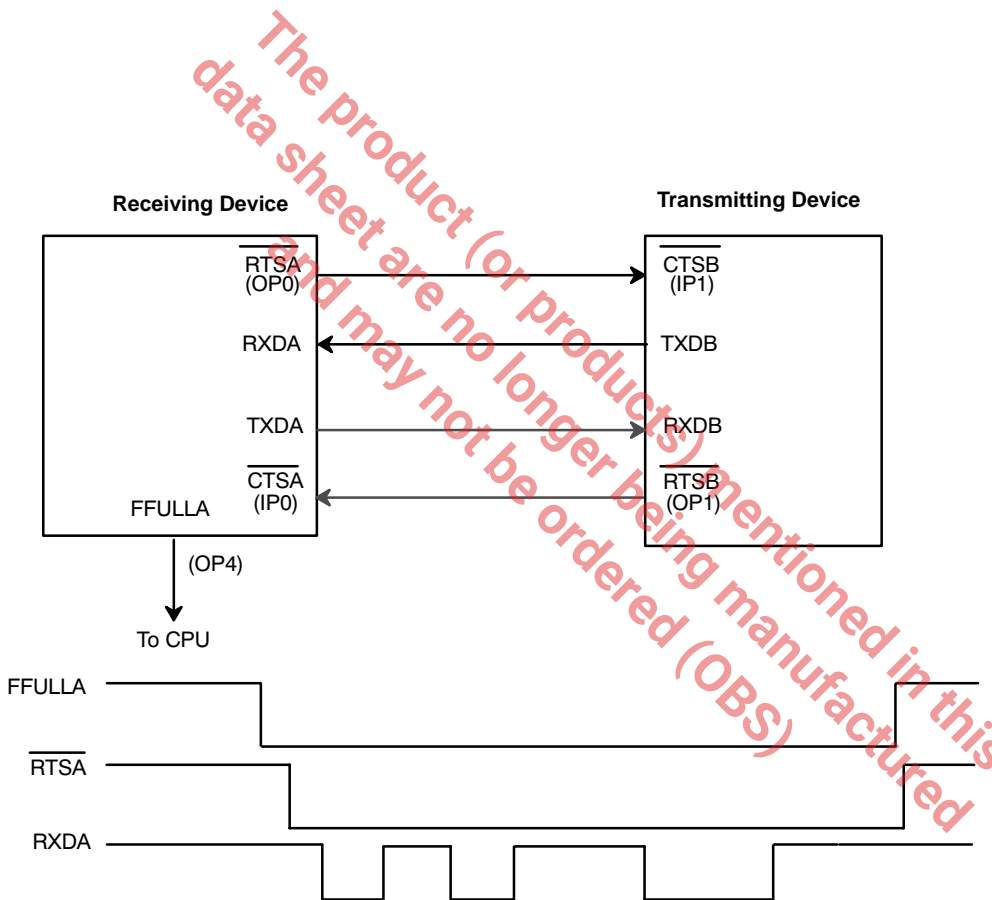 The product (or products) mentioned in this
data sheet are no longer being manufactured
and may not be ordered (OBS)
Receiving Device
Transmitting Device
RTSA
(OP0)
CTSB
(IP1)
RXDA
TXDB
TXDA
RXDB
CTSA
(IP0)
RTSB
(OP1)
FFULLA
(OP4)
To CPU
FFULLA
RTSA
RXDA